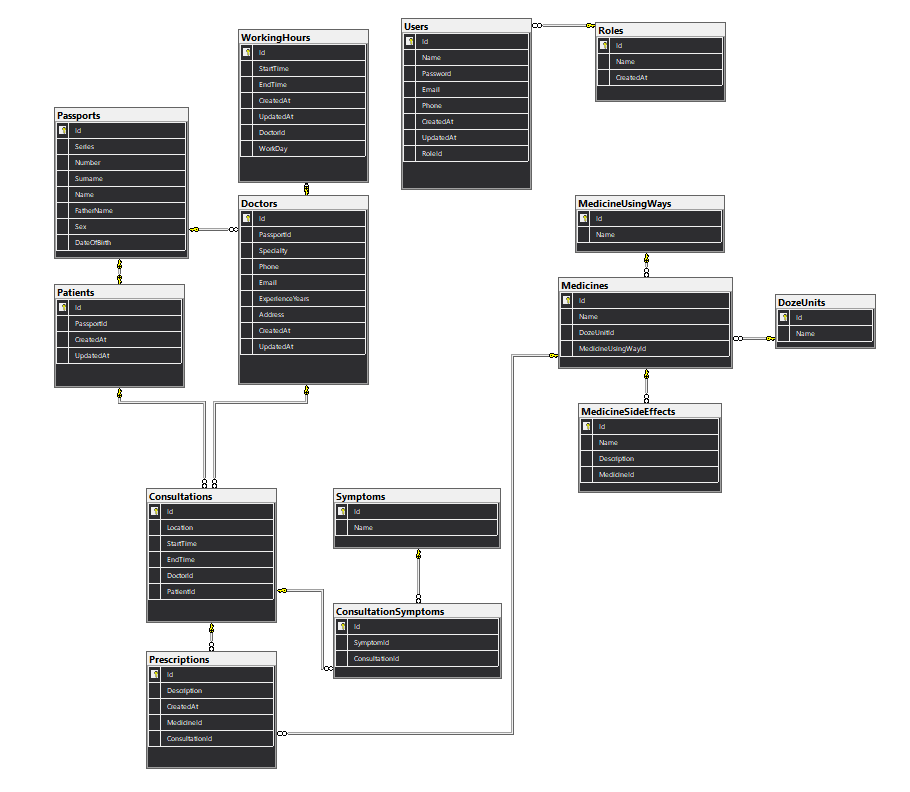 WorkingHours
Id
StartTime
EndTime
CreatedAt
UpdatedAt
DoctorId
WorkDay
Users
Id
Name
Password
Email
Phone
CreatedAt
UpdatedAt
RoleId
Roles
Id
Name
CreatedAt
Passports
Id
Series
Number
Surname
Name
FatherName
Sex
DateOfBirth
Doctors
Id
PassportId
Specialty
Phone
Email
ExperienceYears
Address
CreatedAt
UpdatedAt
MedicineUsingWays
Id
Name
Patients
Id
PassportId
CreatedAt
UpdatedAt
Medicines
Id
Name
DozeUnitId
MedicineUsingWayId
DozeUnits
Id
Name
MedicineSideEffects
Id
Name
Description
MedicineId
Consultations
Id
Location
StartTime
EndTime
DoctorId
PatientId
Symptoms
Id
Name
ConsultationSymptoms
Id
SymptomId
ConsultationId
Prescriptions
Id
Description
CreatedAt
MedicineId
ConsultationId